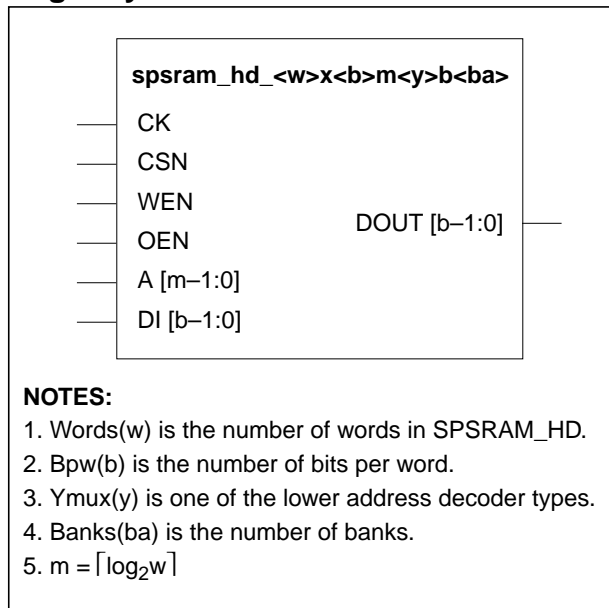 spsram_hd_<w>x<b>m<y>b<ba>
CK
CSN
WEN
OEN
A [m–1:0]
DI [b–1:0]
DOUT [b–1:0]
NOTES:
1. Words(w) is the number of words in SPSRAM_HD.
2. Bpw(b) is the number of bits per word.
3. Ymux(y) is one of the lower address decoder types.
4. Banks(ba) is the number of banks.
5. m = ⌈log₂w⌉